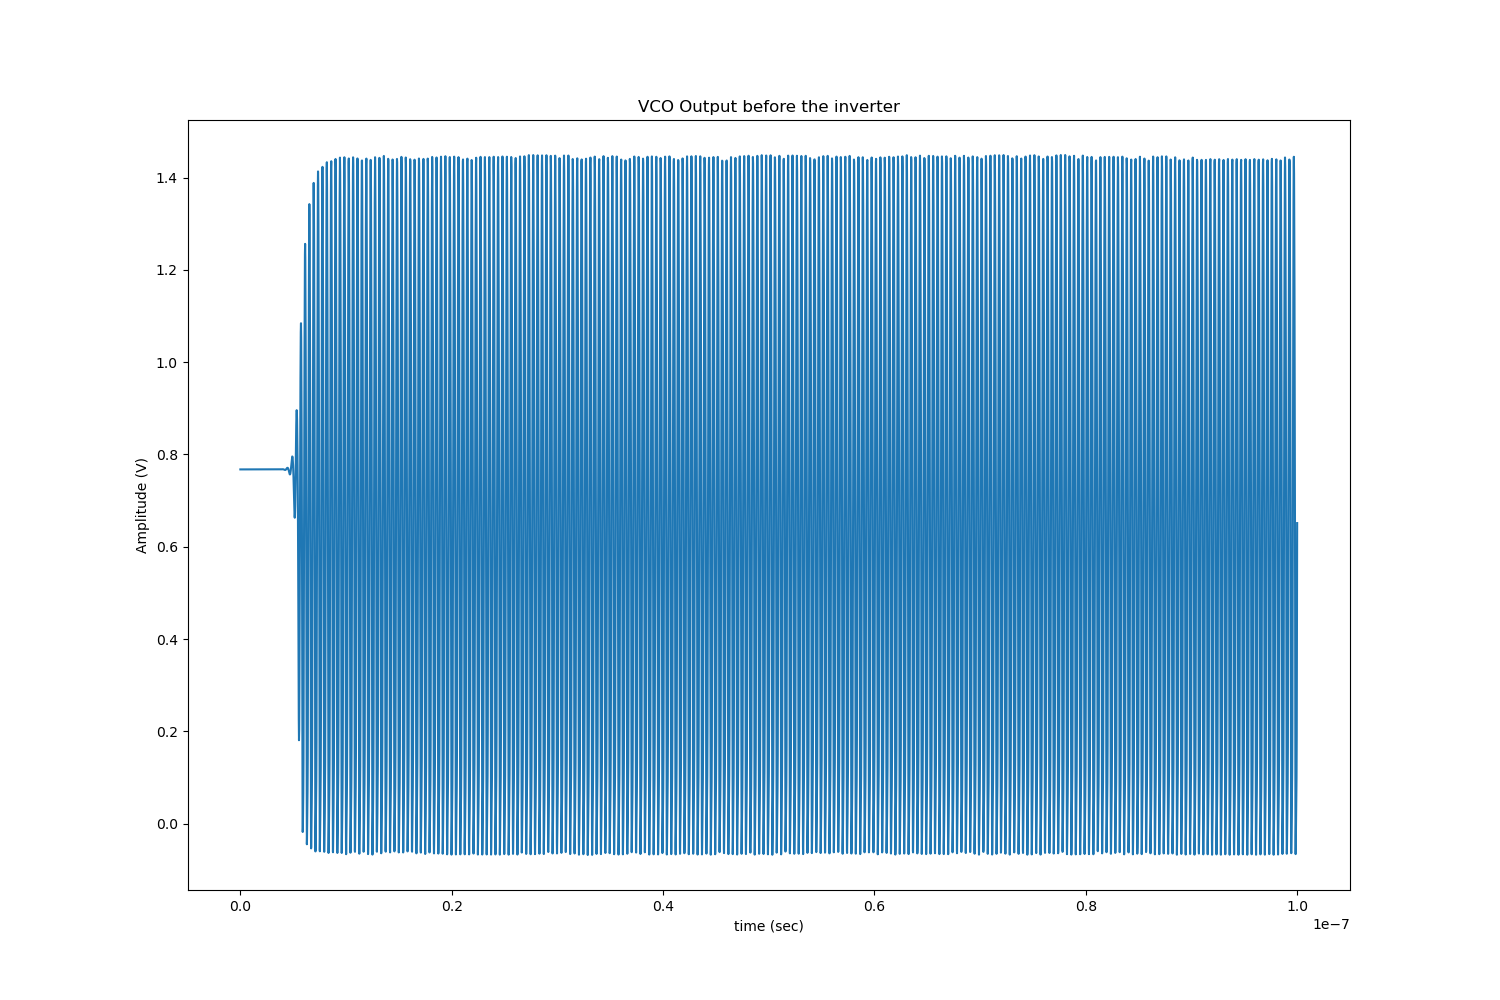 VCO Output before the inverter
1.4
1.2
1.0
0.8
0.6
0.4
0.2
0.0
Amplitude (V)
0.0 0.2 0.4 0.6 0.8 1.0
1e−7
time (sec)